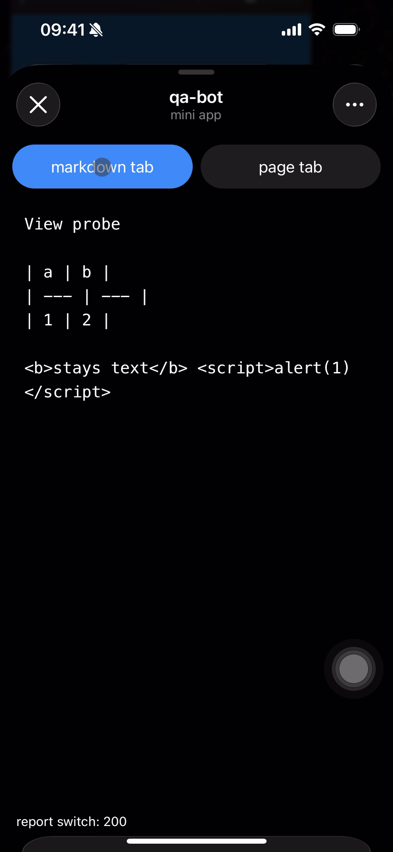 09:41
qa-bot
mini app
markdown tab
page tab
View probe
| a | b |
| --- | --- |
| 1 | 2 |
<b>stays text</b> <script>alert(1)
</script>
report switch: 200